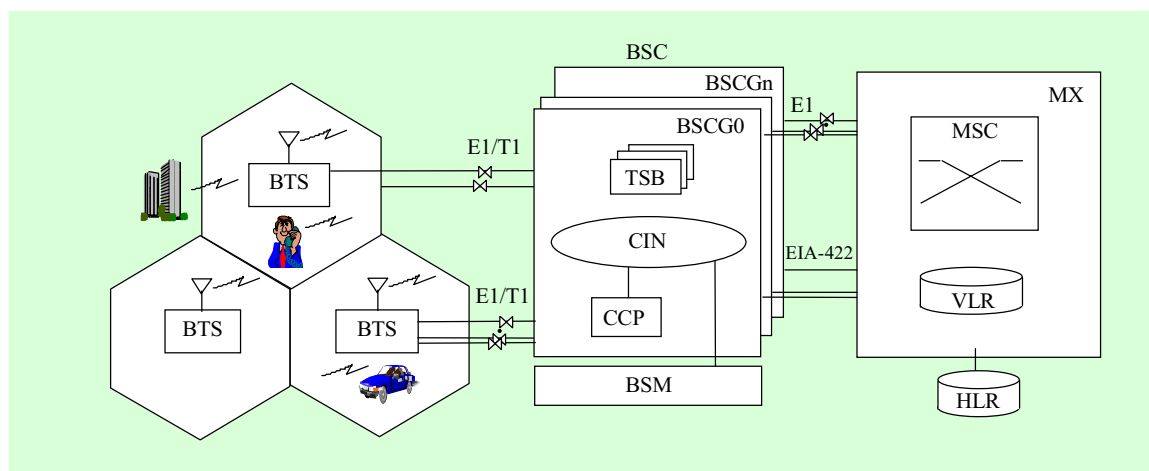 BSC
BSCGn
BSCG0
E1
MX
MSC
E1/T1
BTS
TSB
CIN
EIA-422
E1/T1
VLR
BTS
BTS
CCP
BSM
HLR